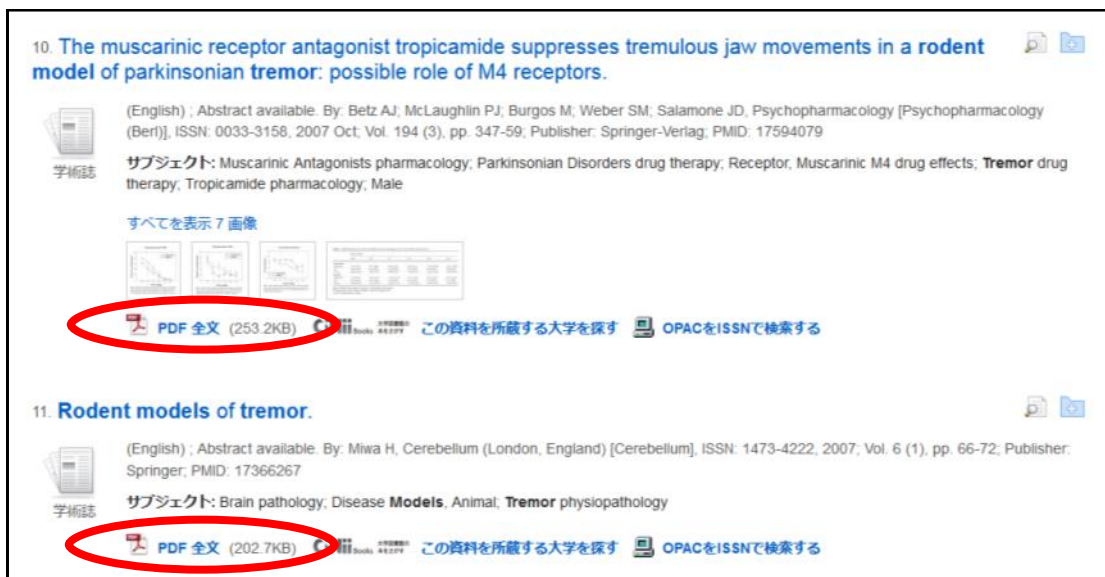 10. The muscarinic receptor antagonist tropicamide suppresses tremulous jaw movements in a rodent
model of parkinsonian tremor: possible role of M4 receptors.
(English) ; Abstract available. By: Betz AJ; McLaughlin PJ; Burgos M; Weber SM; Salamone JD, Psychopharmacology [Psychopharmacology
(Berl)], ISSN: 0033-3158, 2007 Oct; Vol. 194 (3), pp. 347-59; Publisher: Springer-Verlag; PMID: 17594079
学術誌
サブジェクト: Muscarinic Antagonists pharmacology; Parkinsonian Disorders drug therapy; Receptor, Muscarinic M4 drug effects; Tremor drug
therapy; Tropicamide pharmacology; Male
すべてを表示 7 画像
PDF 全文 (253.2KB) Books この資料を所蔵する大学を探す OPACをISSNで検索する
11. Rodent models of tremor.
(English) ; Abstract available. By: Miwa H, Cerebellum (London, England) [Cerebellum], ISSN: 1473-4222, 2007; Vol. 6 (1), pp. 66-72; Publisher:
Springer; PMID: 17366267
学術誌
サブジェクト: Brain pathology; Disease Models, Animal; Tremor physiopathology
PDF 全文 (202.7KB) Books この資料を所蔵する大学を探す OPACをISSNで検索する